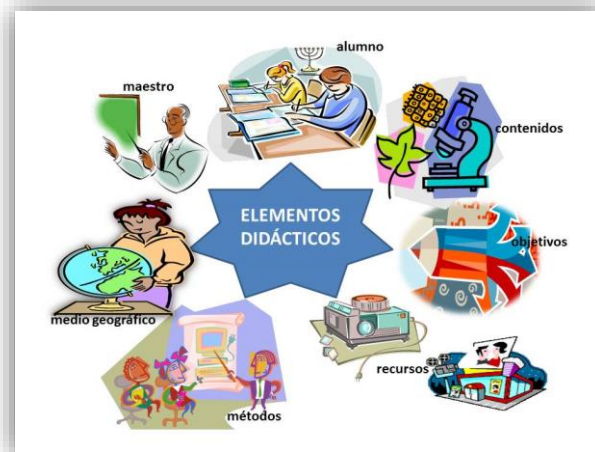 alumno
maestro
contenidos
ELEMENTOS
DIDÁCTICOS
objetivos
medio geográfico
recursos
métodos